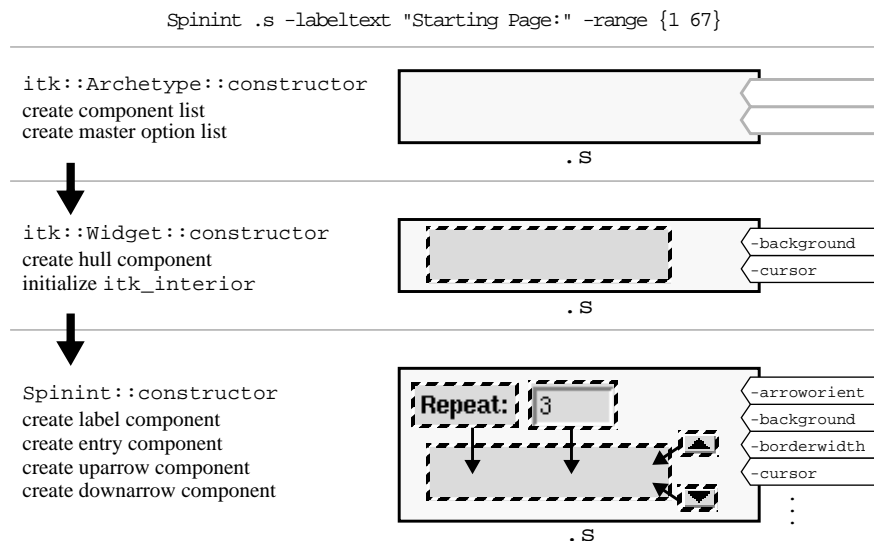 Spinint .s -labeltext "Starting Page:" -range {1 67}
itk::Archetype::constructor
create component list
create master option list
.s
itk::Widget::constructor
create hull component
initialize itk_interior
-background
-cursor
.s
Spinint::constructor
create label component
create entry component
create uparrow component
create downarrow component
Repeat:
3
-arroworient
-background
-borderwidth
-cursor
.s